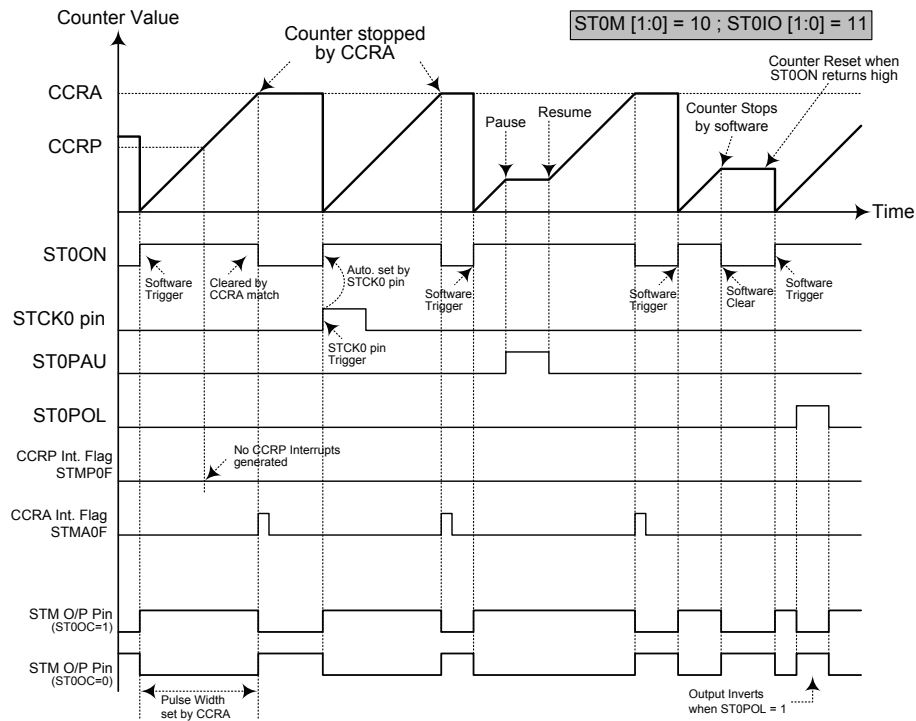 Counter Value
ST0M [1:0] = 10 ; ST0IO [1:0] = 11
Counter stopped
by CCRA
Counter Reset when
ST0ON returns high
CCRA
CCRP
Pause
Resume
Counter Stops
by software
Time
ST0ON
Software
Trigger
Cleared by
CCRA match
Auto. set by
STCK0 pin
Software
Trigger
Software
Trigger
Software
Clear
Software
Trigger
STCK0 pin
STCK0 pin
Trigger
ST0PAU
ST0POL
CCRP Int. Flag
STMP0F
No CCRP Interrupts
generated
CCRA Int. Flag
STMA0F
STM O/P Pin
(ST0OC=1)
STM O/P Pin
(ST0OC=0)
Pulse Width
set by CCRA
Output Inverts
when ST0POL = 1